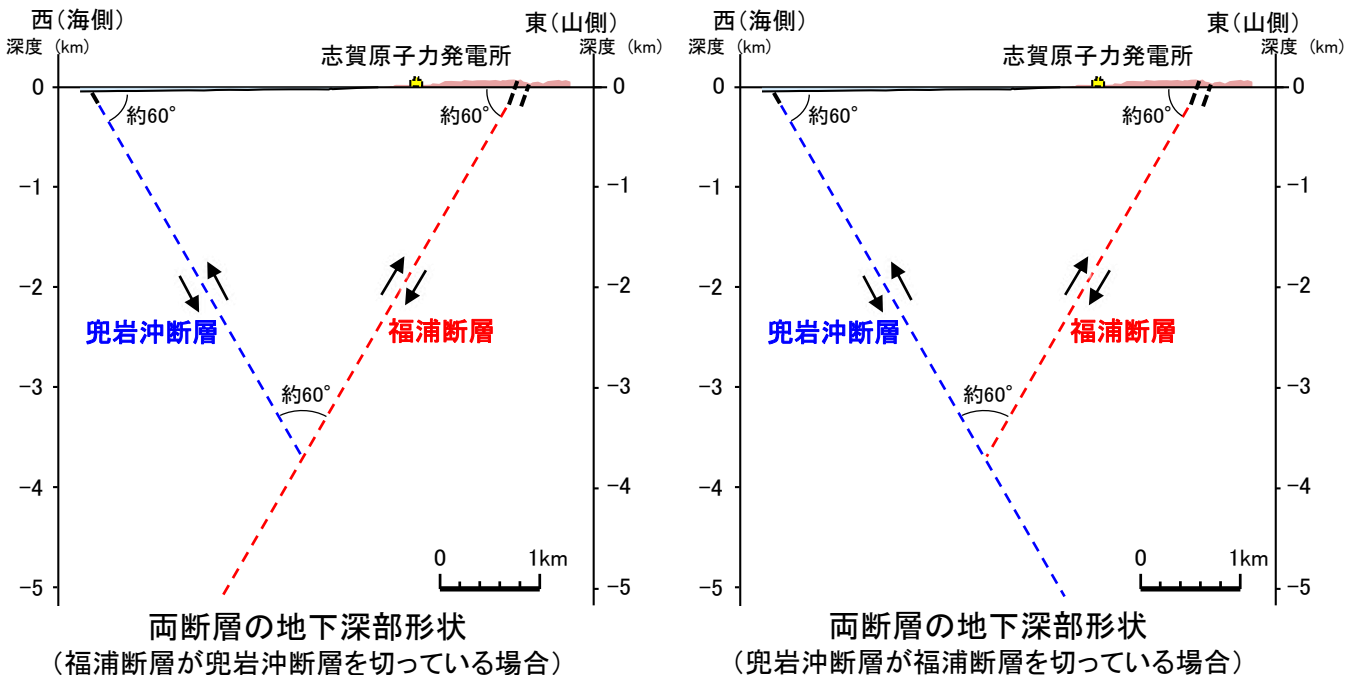 西(海側)
東(山側)
深度 (km)
志賀原子力発電所
深度 (km)
0
0
約60°
約60°
-1
-1
-2
-2
兜岩沖断層
福浦断層
-3
-3
約60°
-4
-4
0
1km
-5
-5
両断層の地下深部形状
(福浦断層が兜岩沖断層を切っている場合)
西(海側)
東(山側)
深度 (km)
志賀原子力発電所
深度 (km)
0
0
約60°
約60°
-1
-1
-2
-2
兜岩沖断層
福浦断層
-3
-3
約60°
-4
-4
0
1km
-5
-5
両断層の地下深部形状
(兜岩沖断層が福浦断層を切っている場合)